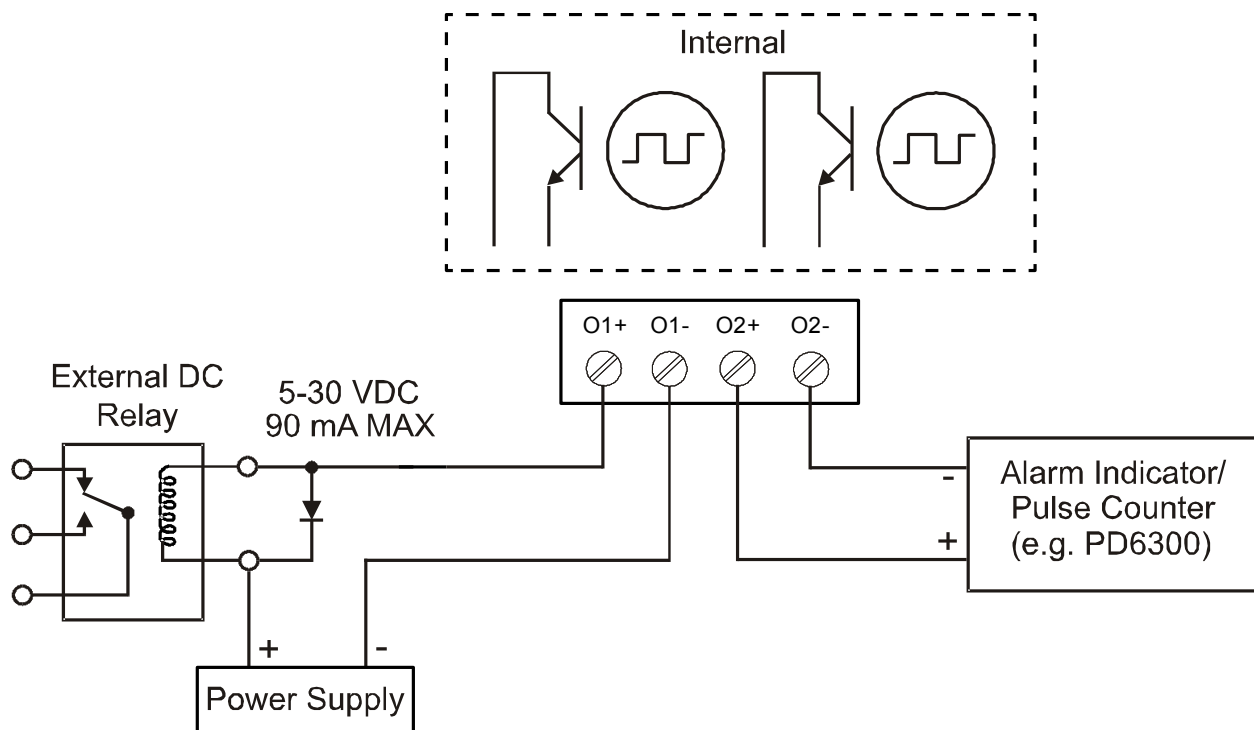 Internal
O1+ O1- O2+ O2-
External DC
Relay
5-30 VDC
90 mA MAX
-
+
Alarm Indicator/
Pulse Counter
(e.g. PD6300)
+ -
Power Supply